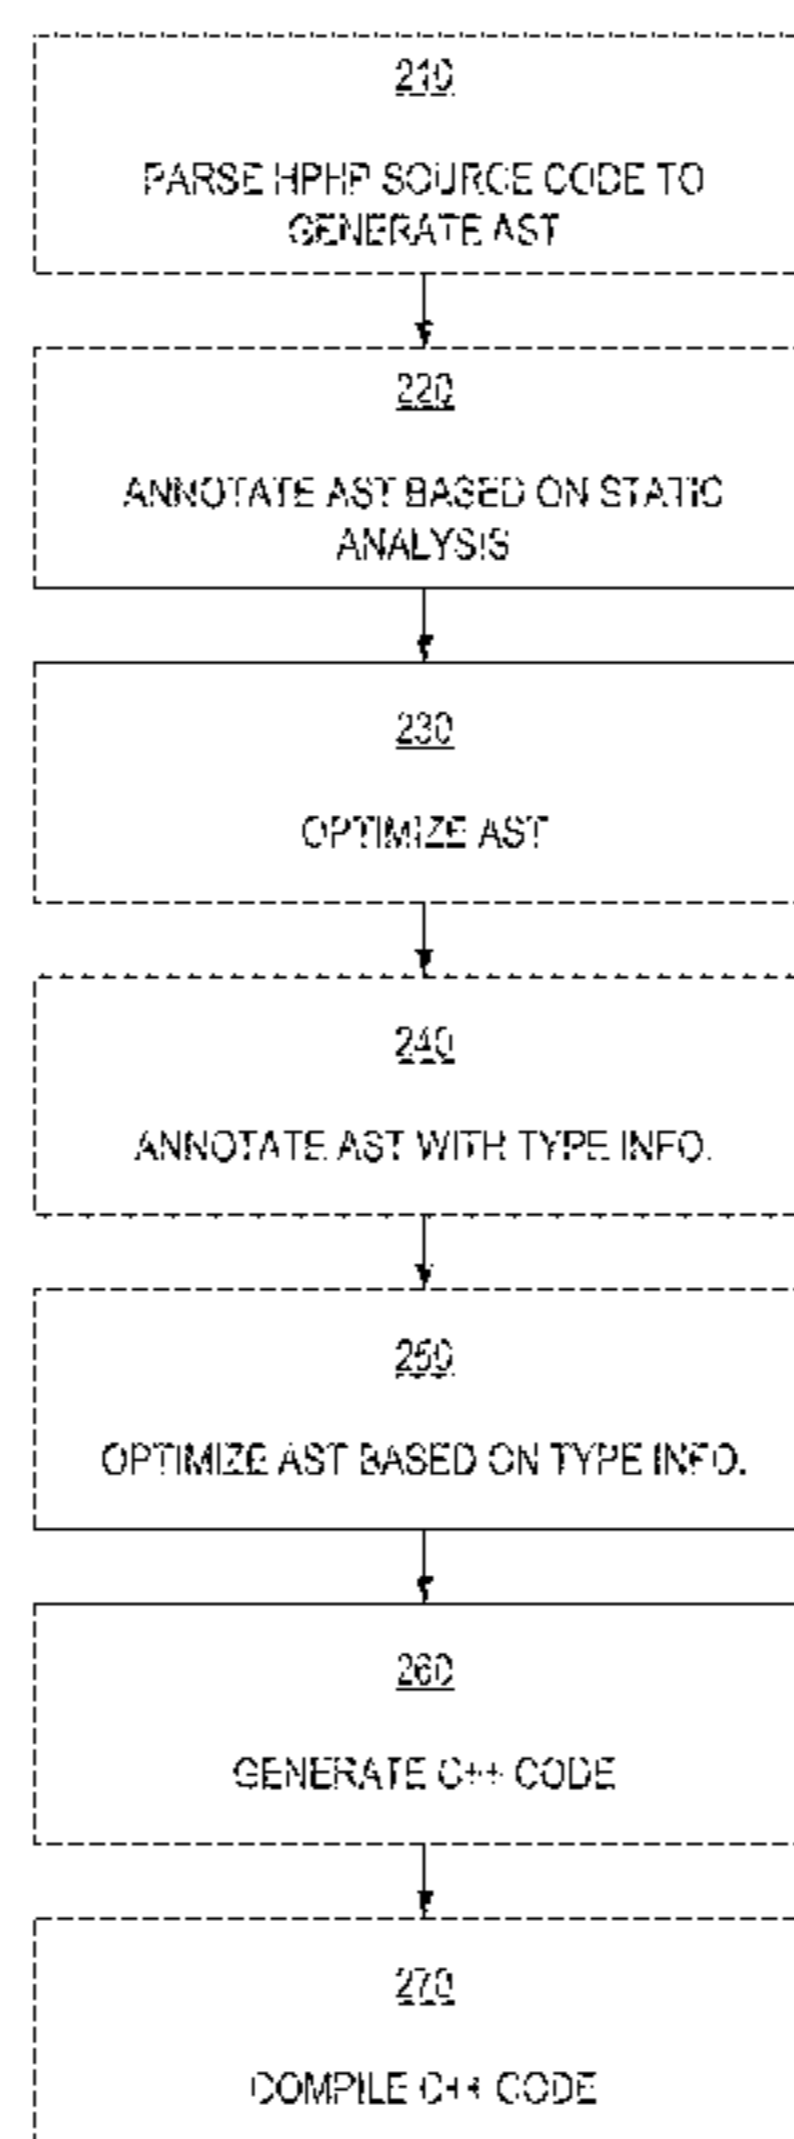 210
PARSE HPHP SOURCE CODE TO
GENERATE AST
220
ANNOTATE AST BASED ON STATIC
ANALYSIS
230
OPTIMIZE AST
240
ANNOTATE AST WITH TYPE INFO.
250
OPTIMIZE AST BASED ON TYPE INFO.
260
GENERATE C++ CODE
270
COMPILE C++ CODE